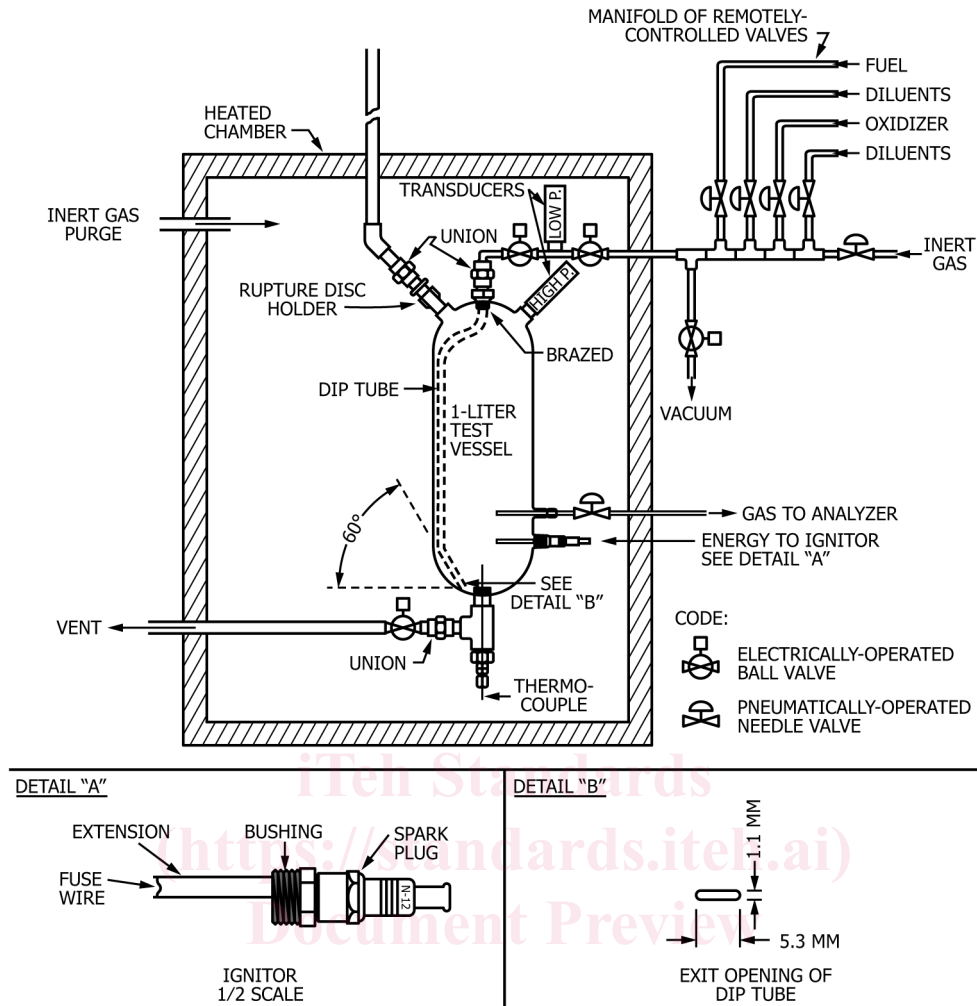 MANIFOLD OF REMOTELY-
CONTROLLED VALVES
FUEL
DILUENTS
OXIDIZER
DILUENTS
HEATED
CHAMBER
TRANSDUCERS
LOW P.
INERT GAS
PURGE
UNION
INERT
GAS
HIGH P.
RUPTURE DISC
HOLDER
BRAZED
DIP TUBE
VACUUM
1-LITER
TEST
VESSEL
60°
GAS TO ANALYZER
ENERGY TO IGNITOR
SEE DETAIL "A"
SEE
DETAIL "B"
VENT
UNION
THERMO-
COUPLE
CODE:
ELECTRICALLY-OPERATED
BALL VALVE
PNEUMATICALLY-OPERATED
NEEDLE VALVE
iTeh Standards
(https://standards.iteh.ai)
Document Preview
DETAIL "A"
EXTENSION
BUSHING
SPARK
PLUG
FUSE
WIRE
N-12
IGNITOR
1/2 SCALE
DETAIL "B"
1.1 MM
5.3 MM
EXIT OPENING OF
DIP TUBE